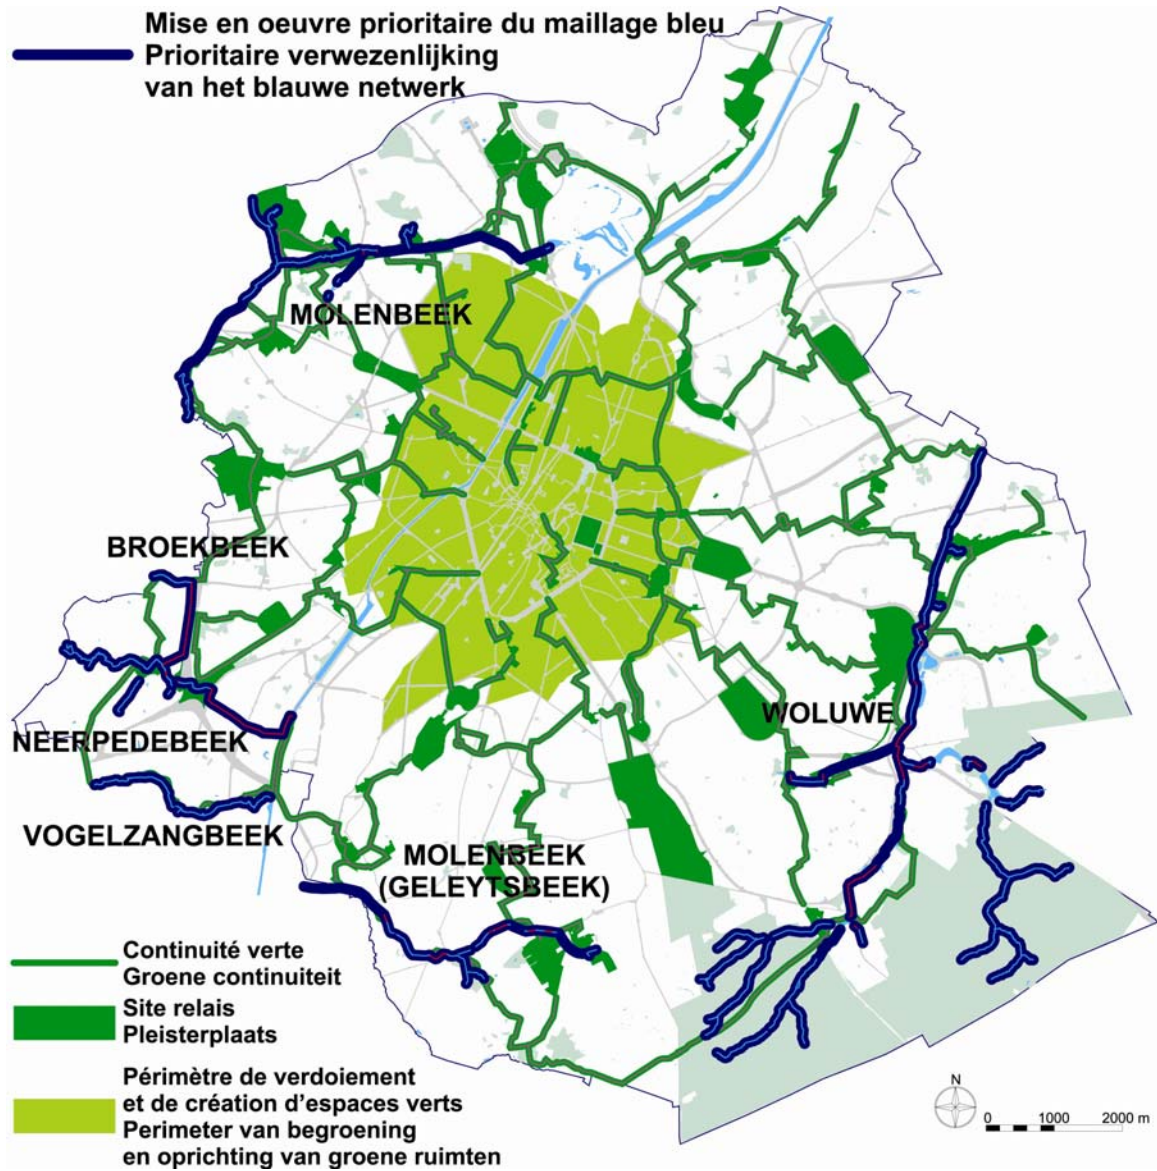 Mise en oeuvre prioritaire du maillage bleu
Prioritaire verwezenlijking
van het blauwe netwerk
MOLENBEEK
BROEKBEEK
NEERPEDEBEEK
VOGELZANGBEEK
WOLUWE
MOLENBEEK
(GELEYTSBEEK)
Continuité verte
Groene continuiteit
Site relais
Pleisterplaats
Périmètre de verdoiement
et de création d'espaces verts
Perimeter van begroening
en oprichting van groene ruimten
N
0 1000 2000 m